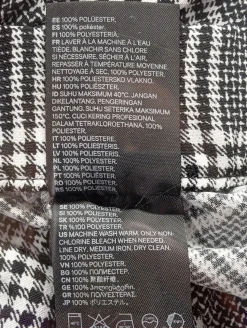 EE 100% POLÜESTER.
ES 100% poliéster.
FI 100% POLYESTERIÄ.
FR LAVER À LA MACHINE À L'EAU
TIÈDE. BLANCHIR SANS CHLORE
SI NÉCESSAIRE. SÉCHER À L'AIR.
REPASSER À TEMPÉRATURE MOYENNE
NETTOYAGE À SEC, 100% POLYESTER.
HR 100% POLIESTERSKO VLAKNO.
HU 100% POLIÉSZTER.
ID SUHU MAKSIMUM 40°C. JANGAN
DIKELANTANG, PENGERINGAN
GANTUNG. SUHU SETERIKA MAKSIMUM
150°C. CUCI KERING PROFESIONAL
DALAM TETRAKLOROETHANA, 100%
POLIESTER.
IT 100% POLIESTERE.
LT 100% POLIESTERIS.
LV 100% POLIESTERIS.
NL 100% POLYESTER.
PL 100% POLIESTER.
PT 100% POLIÉSTER.
RO 100% POLIESTER.
RS 100% POLIESTER.
SE 100% POLYESTER.
SI 100% POLIESTER.
SK 100% POLYESTER.
TR %100 POLYESTER.
US MACHINE WASH WARM. ONLY NON-
CHLORINE BLEACH WHEN NEEDED.
LINE DRY. MEDIUM IRON. DRY CLEAN.
100% POLYESTER.
VN 100% POLYESTER.
BG 100% ПОЛИЕСТЕР.
CN 聚酯纤维.
GE 100% პოლიესტერი.
GR 100% ΠΟΛΥΕΣΤΕΡΑΣ.
JP 100% ポリエステル.